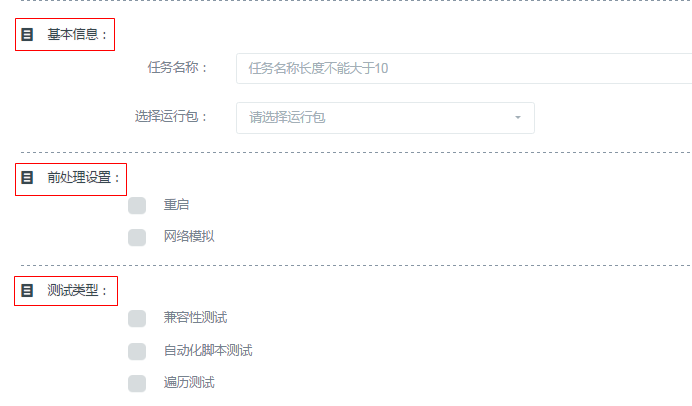 基本信息：
任务名称： 任务名称长度不能大于10
选择运行包： 请选择运行包
前处理设置：
重启
网络模拟
测试类型：
兼容性测试
自动化脚本测试
遍历测试